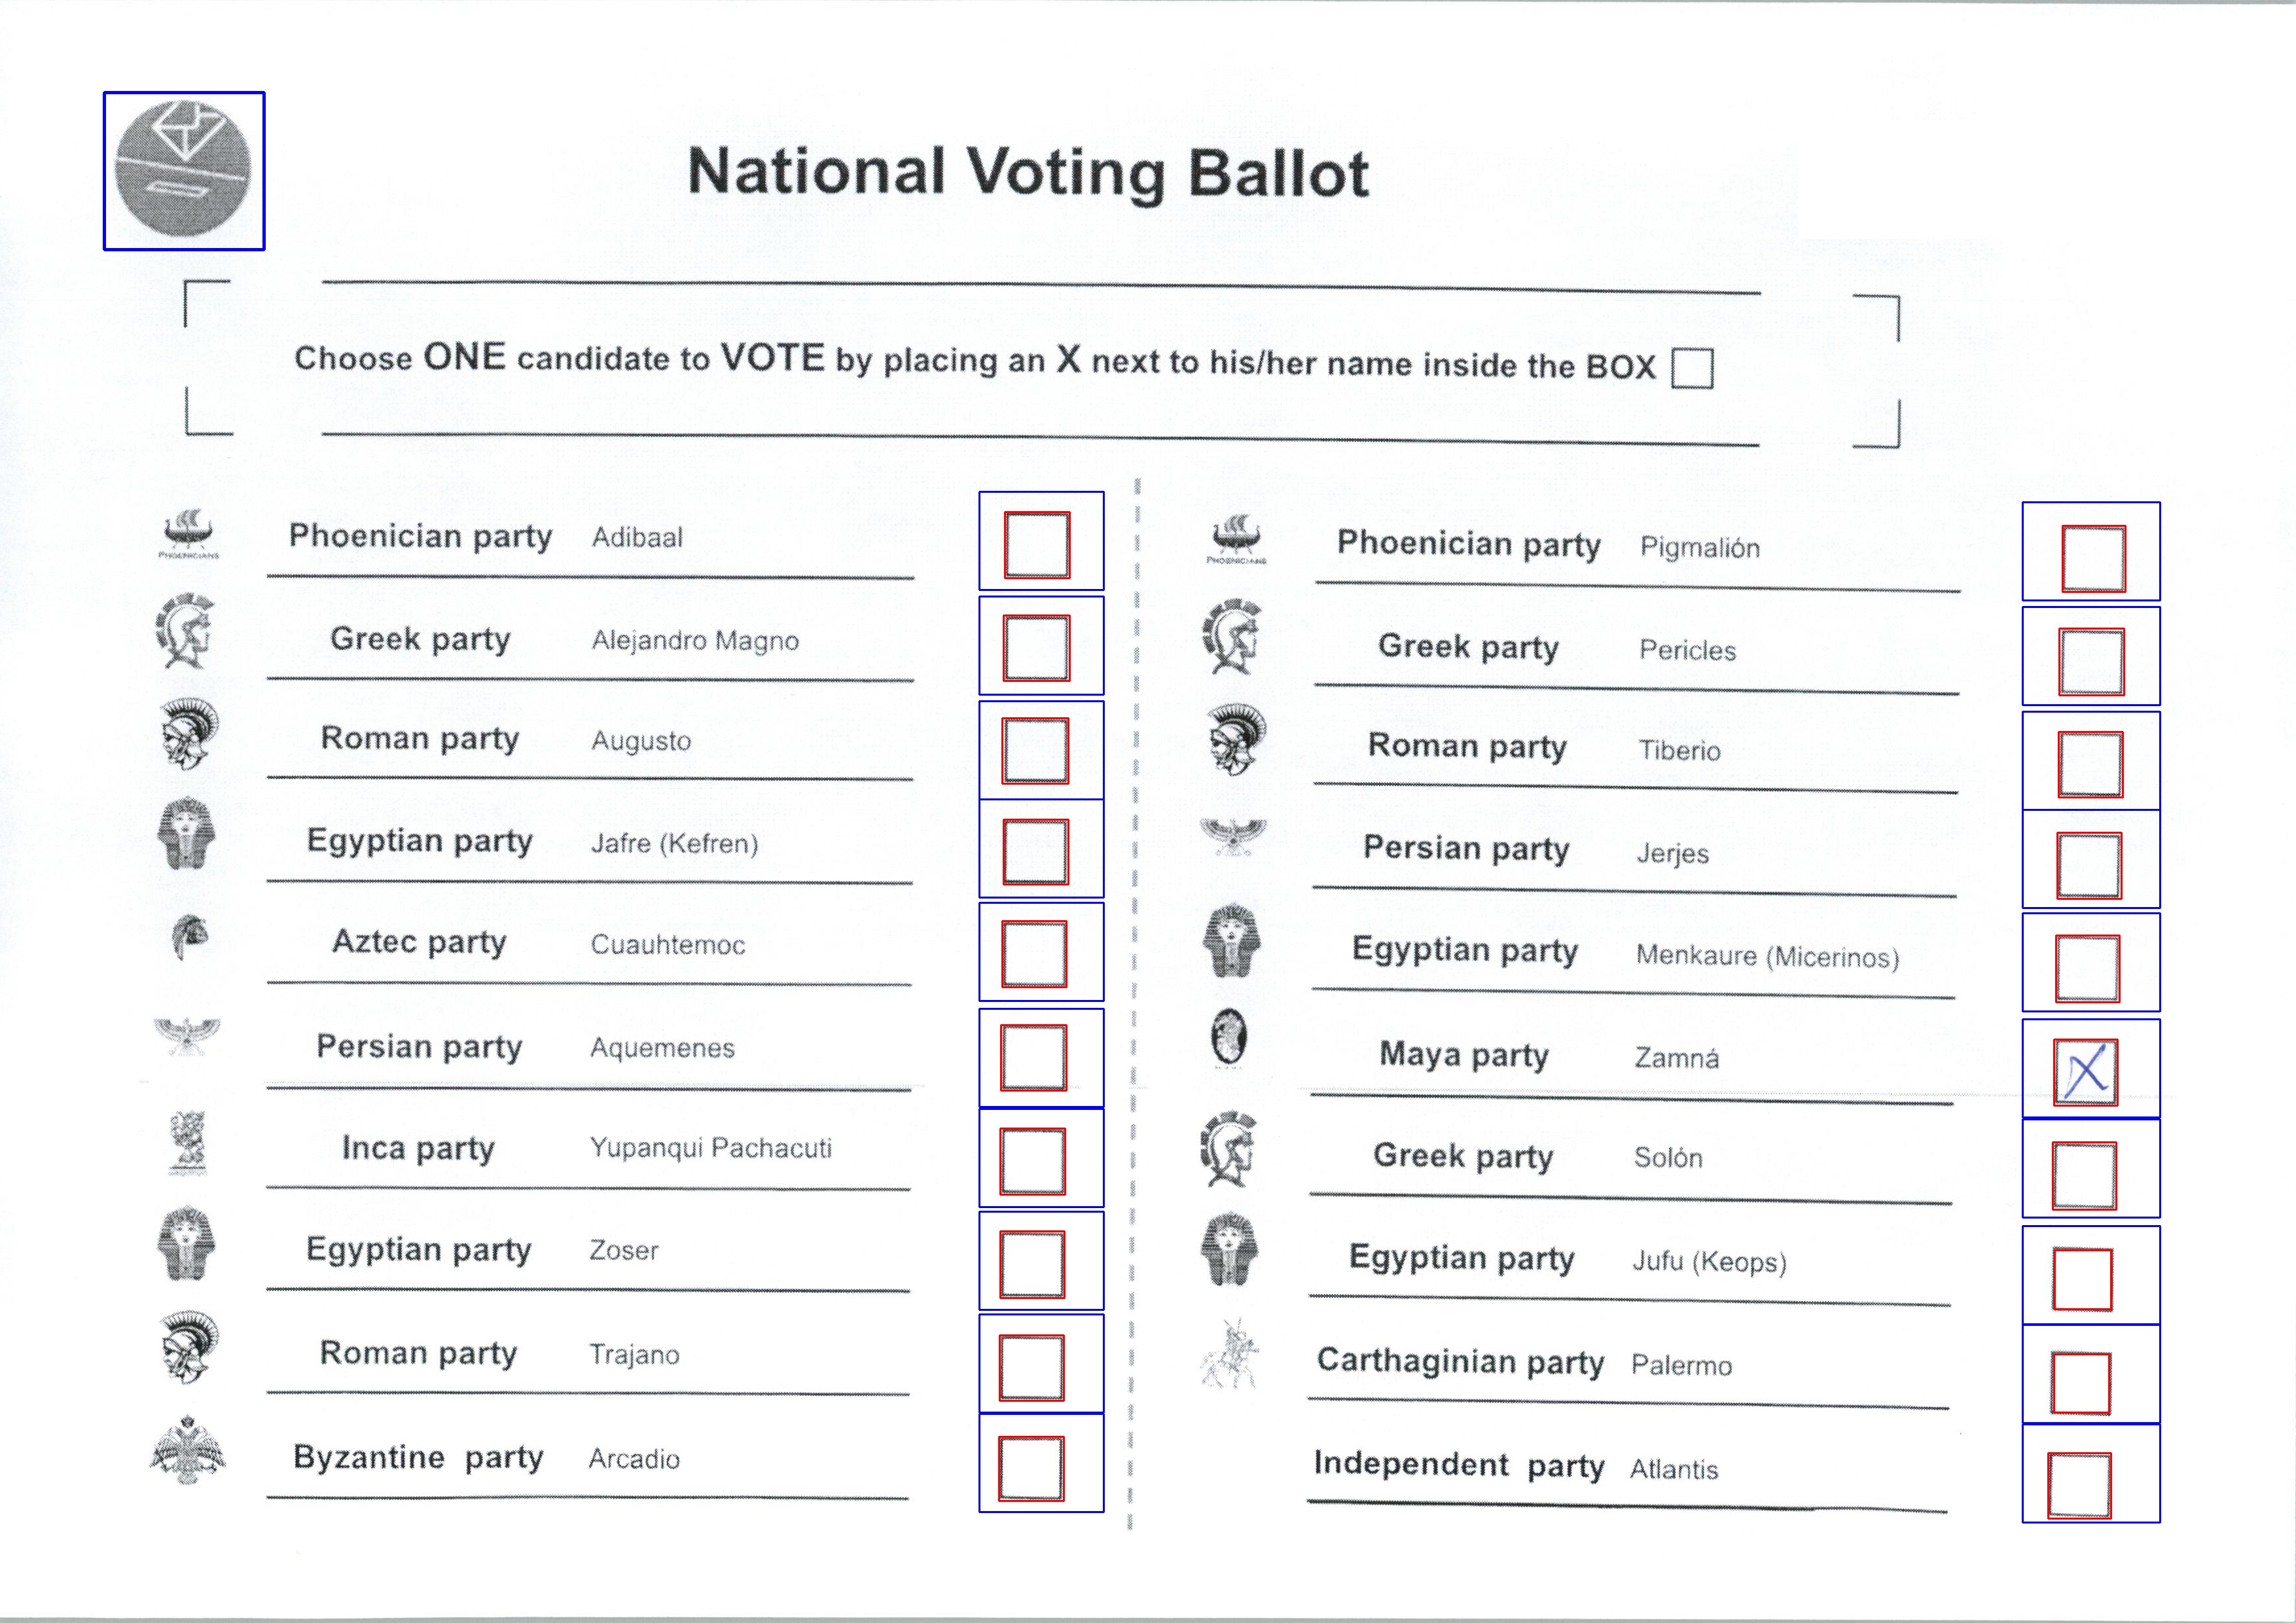 National Voting Ballot
Choose ONE candidate to VOTE by placing an X next to his/her name inside the BOX
PHOENICIANS Phoenician party Adibaal
Greek party Alejandro Magno
Roman party Augusto
Egyptian party Jafre (Kefren)
Aztec party Cuauhtemoc
Persian party Aquemenes
Inca party Yupanqui Pachacuti
Egyptian party Zoser
Roman party Trajano
Byzantine party Arcadio
PHOENICIANS Phoenician party Pigmalión
Greek party Pericles
Roman party Tiberio
Persian party Jerjes
Egyptian party Menkaure (Micerinos)
Maya party Zamná X
Greek party Solón
Egyptian party Jufu (Keops)
Carthaginian party Palermo
Independent party Atlantis